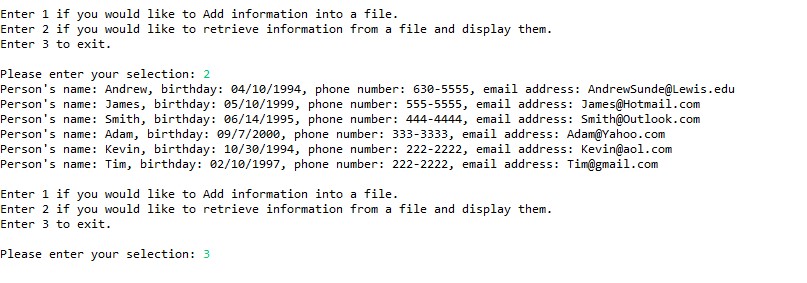 Enter 1 if you would like to Add information into a file.
Enter 2 if you would like to retrieve information from a file and display them.
Enter 3 to exit.
Please enter your selection: 2
Person's name: Andrew, birthday: 04/10/1994, phone number: 630-5555, email address: AndrewSunde@Lewis.edu
Person's name: James, birthday: 05/10/1999, phone number: 555-5555, email address: James@Hotmail.com
Person's name: Smith, birthday: 06/14/1995, phone number: 444-4444, email address: Smith@Outlook.com
Person's name: Adam, birthday: 09/7/2000, phone number: 333-3333, email address: Adam@Yahoo.com
Person's name: Kevin, birthday: 10/30/1994, phone number: 222-2222, email address: Kevin@aol.com
Person's name: Tim, birthday: 02/10/1997, phone number: 222-2222, email address: Tim@gmail.com
Enter 1 if you would like to Add information into a file.
Enter 2 if you would like to retrieve information from a file and display them.
Enter 3 to exit.
Please enter your selection: 3